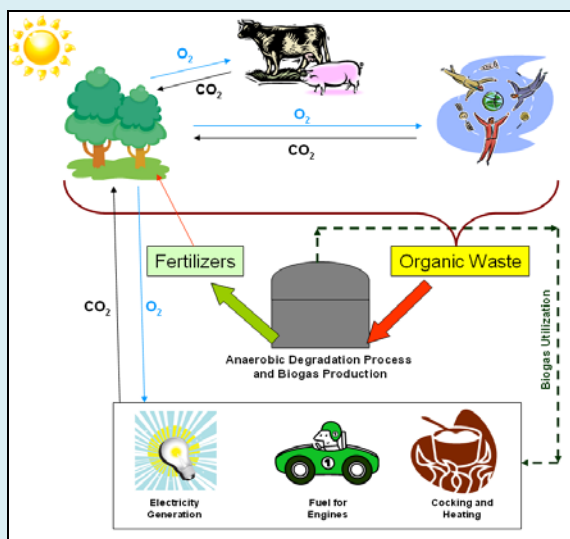 O₂
CO₂
O₂
CO₂
Fertilizers
Organic Waste
CO₂
O₂
Anaerobic Degradation Process
and Biogas Production
Biogas Utilization
1
Electricity
Generation
Fuel for
Engines
Cocking and
Heating